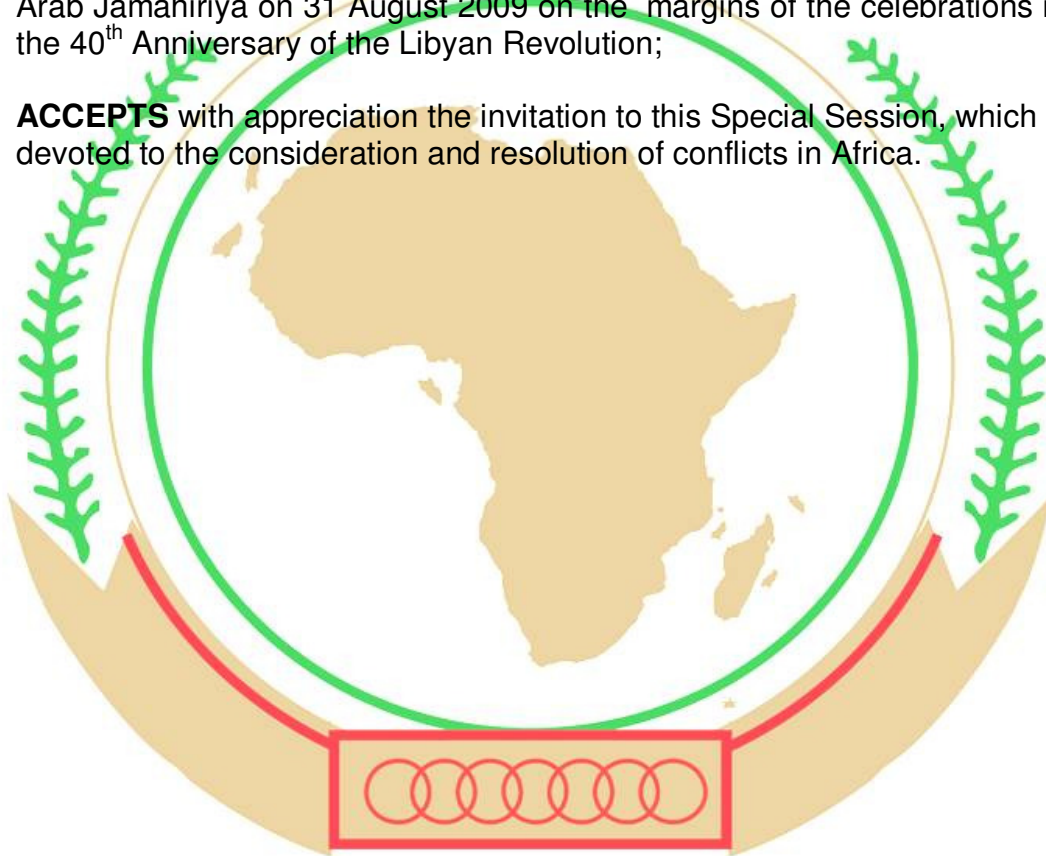 Arab Jamahiriya on 31 August 2009 on the margins of the celebrations
the 40th Anniversary of the Libyan Revolution;
ACCEPTS with appreciation the invitation to this Special Session, which
devoted to the consideration and resolution of conflicts in Africa.